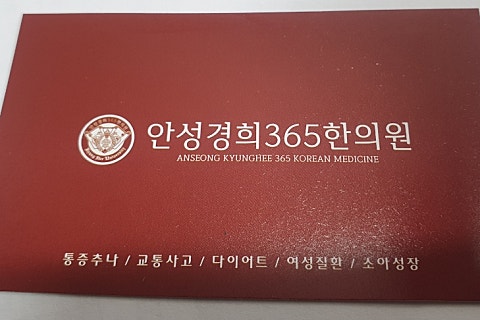 안성경희365한의원
ANSEONG KYUNGHEE 365 KOREAN MEDICINE
통증추나 / 교통사고 / 다이어트 / 여성질환 / 소아성장